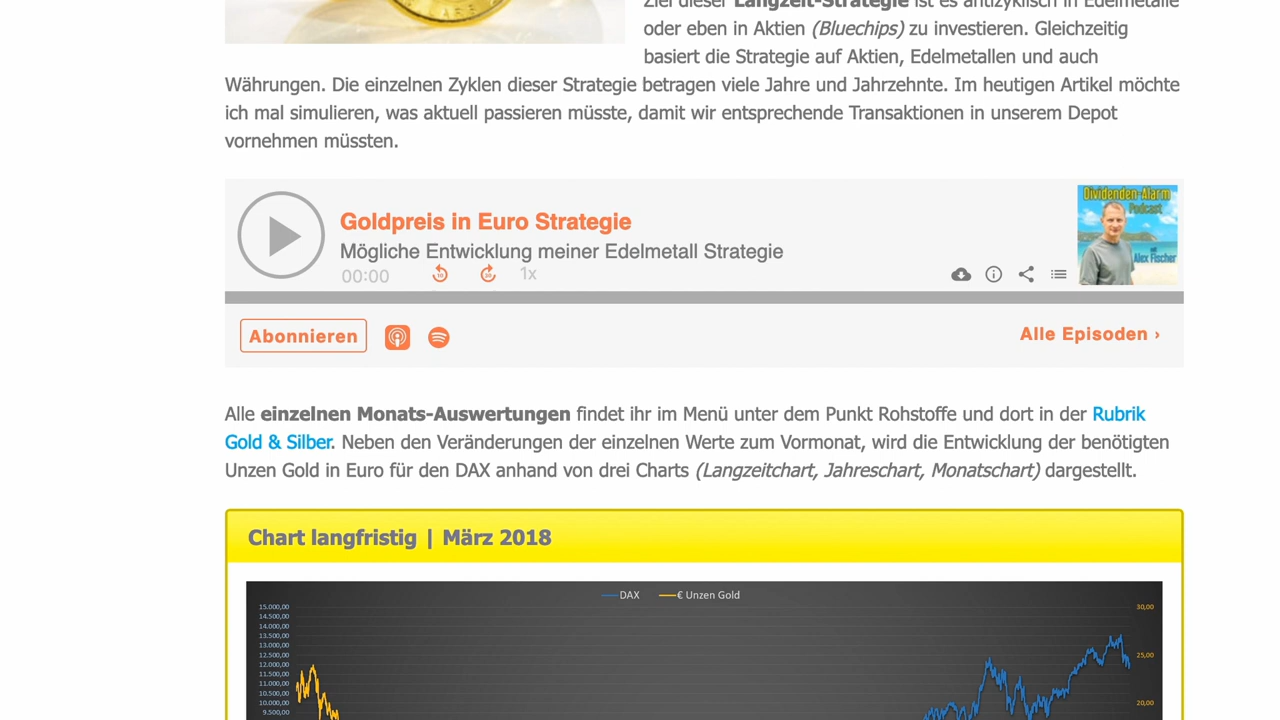 Ziel dieser Langzeit-Strategie ist es antizyklisch in Edelmetalle
oder eben in Aktien (Bluechips) zu investieren. Gleichzeitig
basiert die Strategie auf Aktien, Edelmetallen und auch
Währungen. Die einzelnen Zyklen dieser Strategie betragen viele Jahre und Jahrzehnte. Im heutigen Artikel möchte
ich mal simulieren, was aktuell passieren müsste, damit wir entsprechende Transaktionen in unserem Depot
vornehmen müssten.
Goldpreis in Euro Strategie
Mögliche Entwicklung meiner Edelmetall Strategie
00:00 10 30 1x
Dividenden-Alarm
Podcast
mit
Alex Fischer
Abonnieren
Alle Episoden ›
Alle einzelnen Monats-Auswertungen findet ihr im Menü unter dem Punkt Rohstoffe und dort in der Rubrik
Gold & Silber. Neben den Veränderungen der einzelnen Werte zum Vormonat, wird die Entwicklung der benötigten
Unzen Gold in Euro für den DAX anhand von drei Charts (Langzeitchart, Jahreschart, Monatschart) dargestellt.
Chart langfristig | März 2018
DAX € Unzen Gold
15.000,00 30,00
14.500,00
14.000,00
13.500,00
13.000,00
12.500,00 25,00
12.000,00
11.500,00
11.000,00
10.500,00
10.000,00 20,00
9.500,00